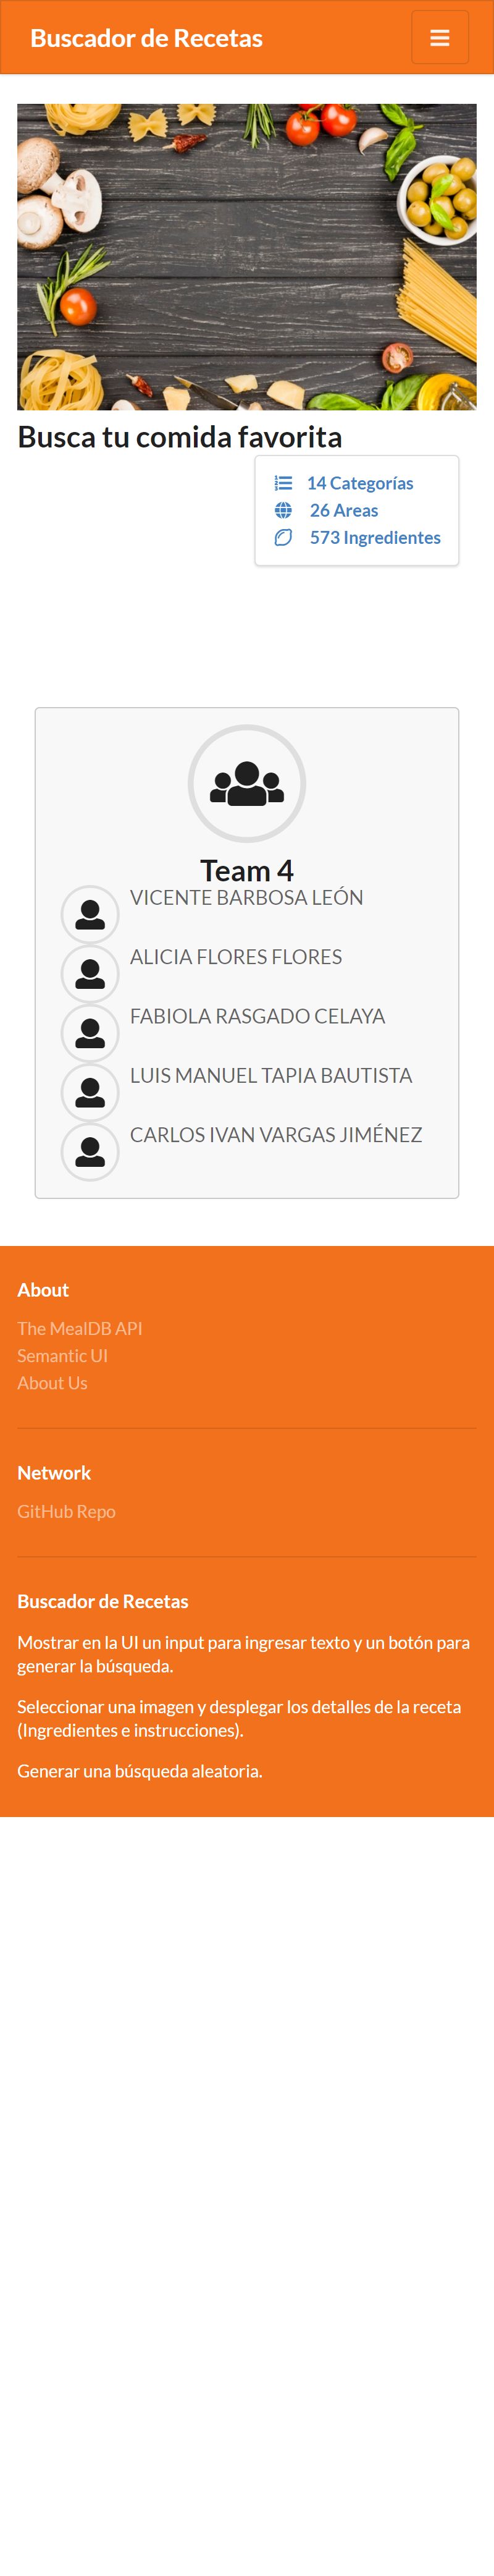 Buscador de Recetas
Busca tu comida favorita
14 Categorías
26 Areas
573 Ingredientes
Team 4
VICENTE BARBOSA LEÓN
ALICIA FLORES FLORES
FABIOLA RASGADO CELAYA
LUIS MANUEL TAPIA BAUTISTA
CARLOS IVAN VARGAS JIMÉNEZ
About
The MealDB API
Semantic UI
About Us
Network
GitHub Repo
Buscador de Recetas
Mostrar en la UI un input para ingresar texto y un botón para
generar la búsqueda.
Seleccionar una imagen y desplegar los detalles de la receta
(Ingredientes e instrucciones).
Generar una búsqueda aleatoria.